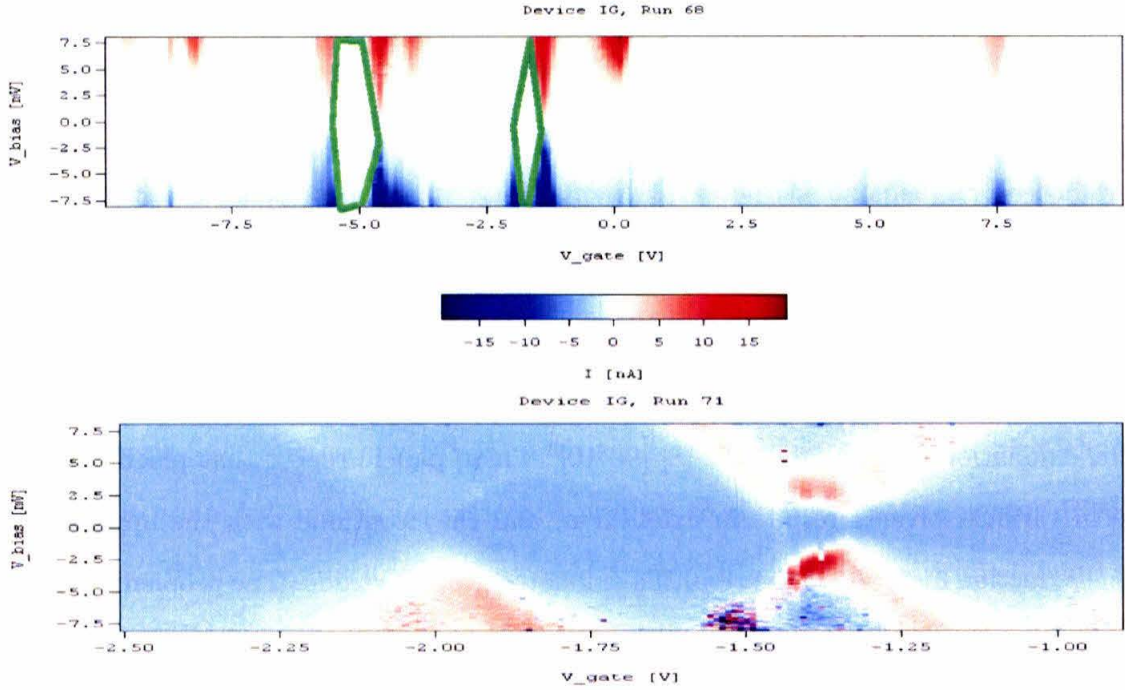 Device IG, Run 68
7.5
5.0
2.5
0.0
-2.5
-5.0
-7.5
V_bias [mV]
-7.5 -5.0 -2.5 0.0 2.5 5.0 7.5
V_gate [V]
-15 -10 -5 0 5 10 15
I [nA]
Device IG, Run 71
7.5
5.0
2.5
0.0
-2.5
-5.0
-7.5
V_bias [mV]
-2.50 -2.25 -2.00 -1.75 -1.50 -1.25 -1.00
V_gate [V]